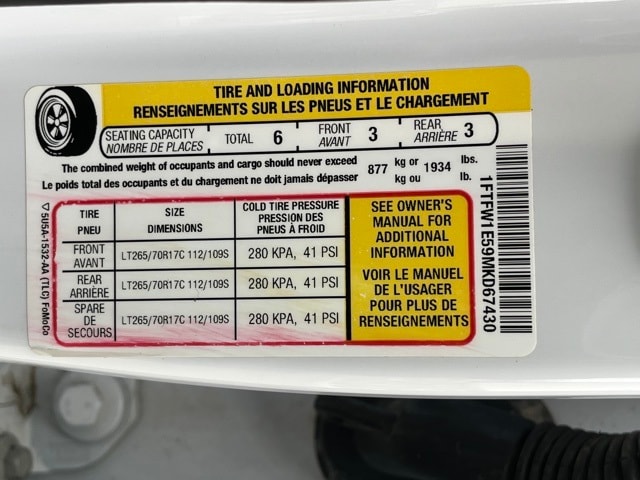 TIRE AND LOADING INFORMATION
RENSEIGNEMENTS SUR LES PNEUS ET LE CHARGEMENT
SEATING CAPACITY
NOMBRE DE PLACES
TOTAL 6
FRONT
AVANT
3
REAR
ARRIÈRE
3
The combined weight of occupants and cargo should never exceed 877 kg or 1934 lbs.
Le poids total des occupants et du chargement ne doit jamais dépasser kg ou lb.
TIRE
PNEU
SIZE
DIMENSIONS
COLD TIRE PRESSURE
PRESSION DES
PNEUS À FROID
FRONT
AVANT
LT265/70R17C 112/109S
280 KPA, 41 PSI
REAR
ARRIÈRE
LT265/70R17C 112/109S
280 KPA, 41 PSI
SPARE
DE
SECOURS
LT265/70R17C 112/109S
280 KPA, 41 PSI
SEE OWNER'S
MANUAL FOR
ADDITIONAL
INFORMATION
VOIR LE MANUEL
DE L'USAGER
POUR PLUS DE
RENSEIGNEMENTS
5U5A-1532-AA (TLC) FoMoCo
1FTFW1E59MKD67430